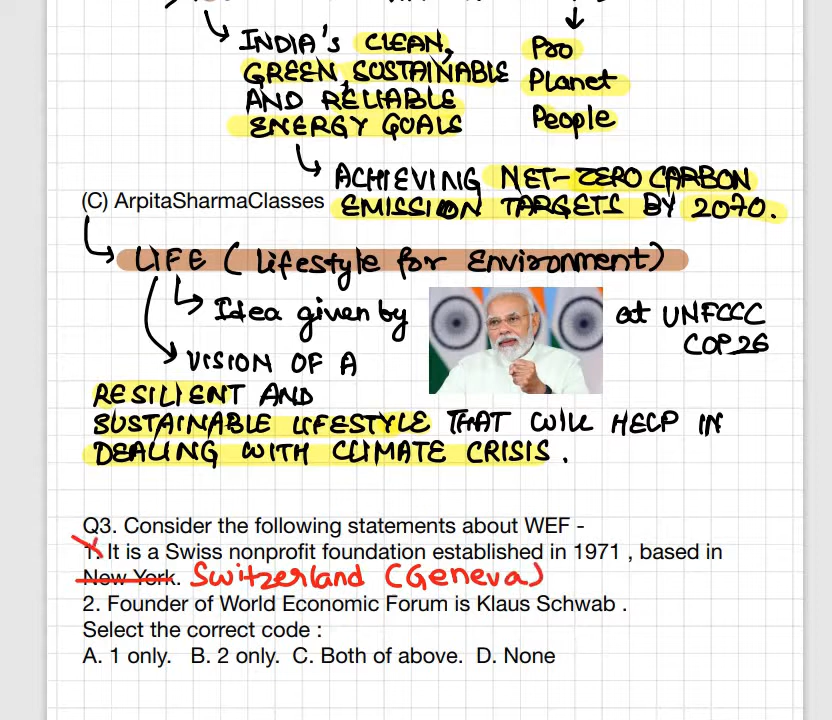 INDIA'S CLEAN,
GREEN, SUSTAINABLE
AND RELIABLE
ENERGY GOALS
Pro
Planet
People
ACHIEVING NET-ZERO CARBON
EMISSION TARGETS BY 2070.
(C) ArpitaSharmaClasses
LIFE (Lifestyle for Environment)
Idea given by
at UNFCCC
COP 26
VISION OF A
RESILIENT AND
SUSTAINABLE LIFESTYLE THAT WILL HELP IN
DEALING WITH CLIMATE CRISIS.
Q3. Consider the following statements about WEF -
1. It is a Swiss nonprofit foundation established in 1971 , based in
New York. Switzerland (Geneva)
2. Founder of World Economic Forum is Klaus Schwab .
Select the correct code :
A. 1 only. B. 2 only. C. Both of above. D. None